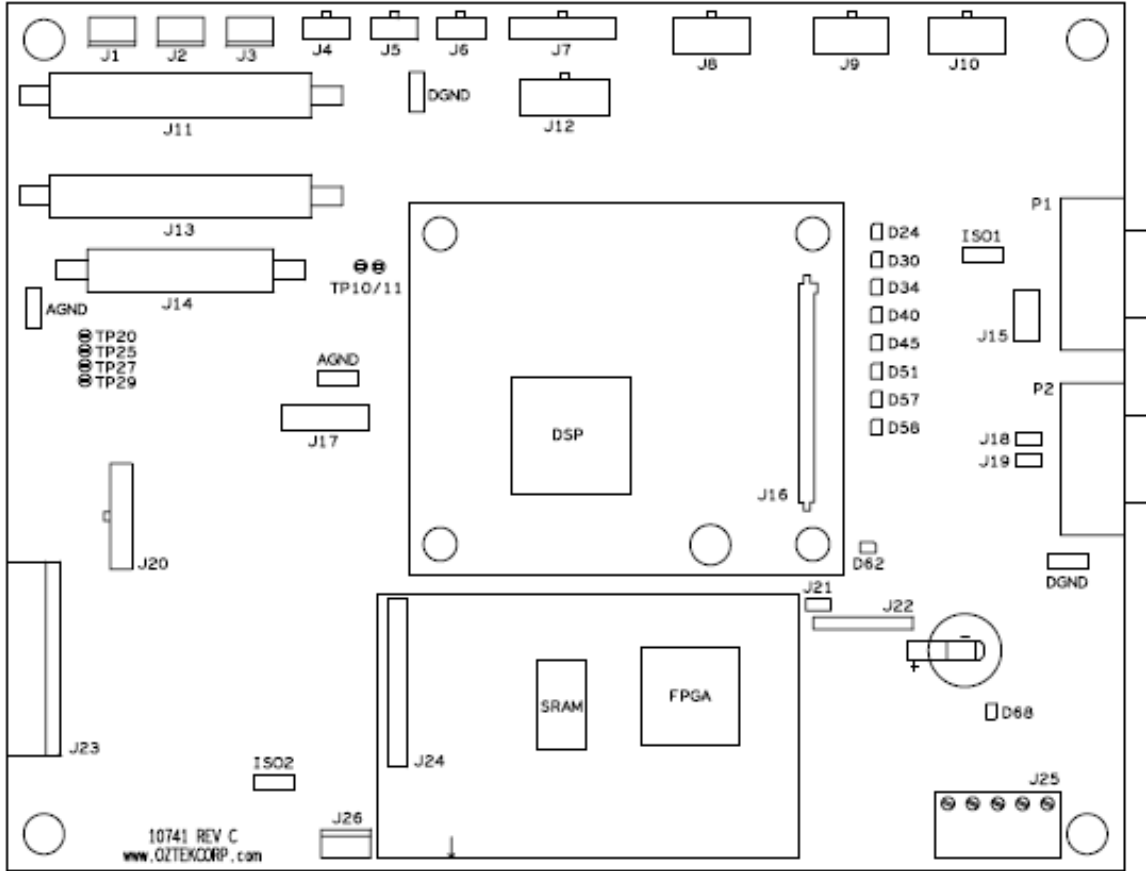 J1
J2
J3
J4
J5
J6
J7
J8
J9
J10
J11
DGND
J12
J13
J14
TP10/11
AGND
TP20
TP25
TP27
TP29
AGND
J17
DSP
J16
D24
D30
D34
D40
D45
D51
D57
D58
ISO1
P1
J15
P2
J18
J19
D62
DGND
J20
J21
J22
- 
+
SRAM
FPGA
D68
J23
J24
ISO2
J25
J26
10741 REV C
www.OZTEKCORP.com